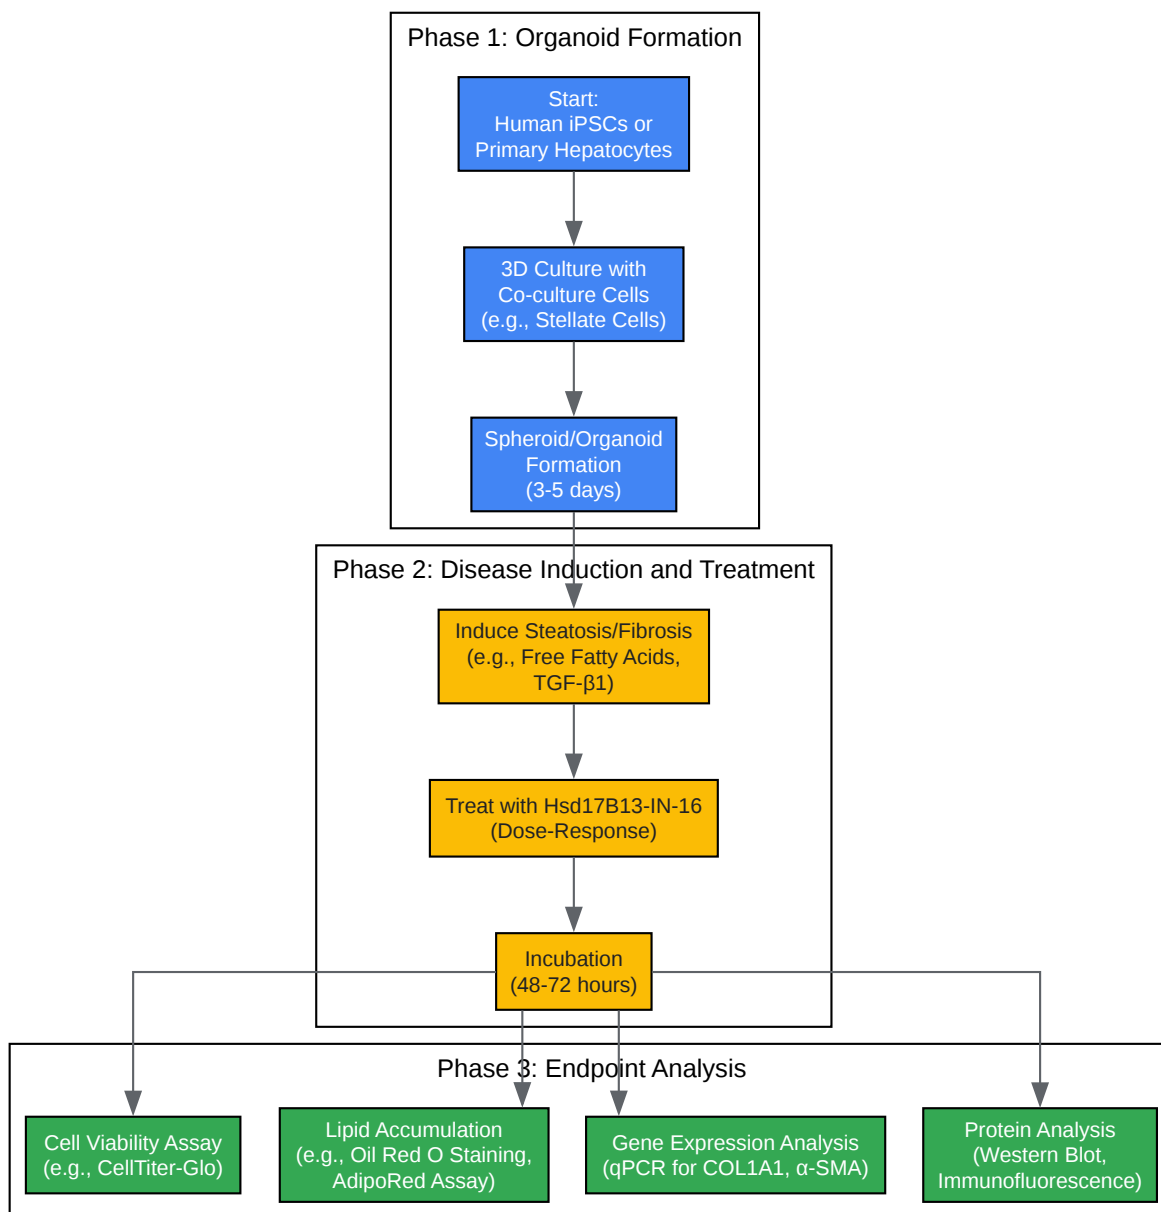 Phase 1: Organoid Formation
Start:
Human iPSCs or
Primary Hepatocytes
3D Culture with
Co-culture Cells
(e.g., Stellate Cells)
Spheroid/Organoid
Formation
(3-5 days)
Phase 2: Disease Induction and Treatment
Induce Steatosis/Fibrosis
(e.g., Free Fatty Acids,
TGF-β1)
Treat with Hsd17B13-IN-16
(Dose-Response)
Incubation
(48-72 hours)
Phase 3: Endpoint Analysis
Cell Viability Assay
(e.g., CellTiter-Glo)
Lipid Accumulation
(e.g., Oil Red O Staining,
AdipoRed Assay)
Gene Expression Analysis
(qPCR for COL1A1, α-SMA)
Protein Analysis
(Western Blot,
Immunofluorescence)